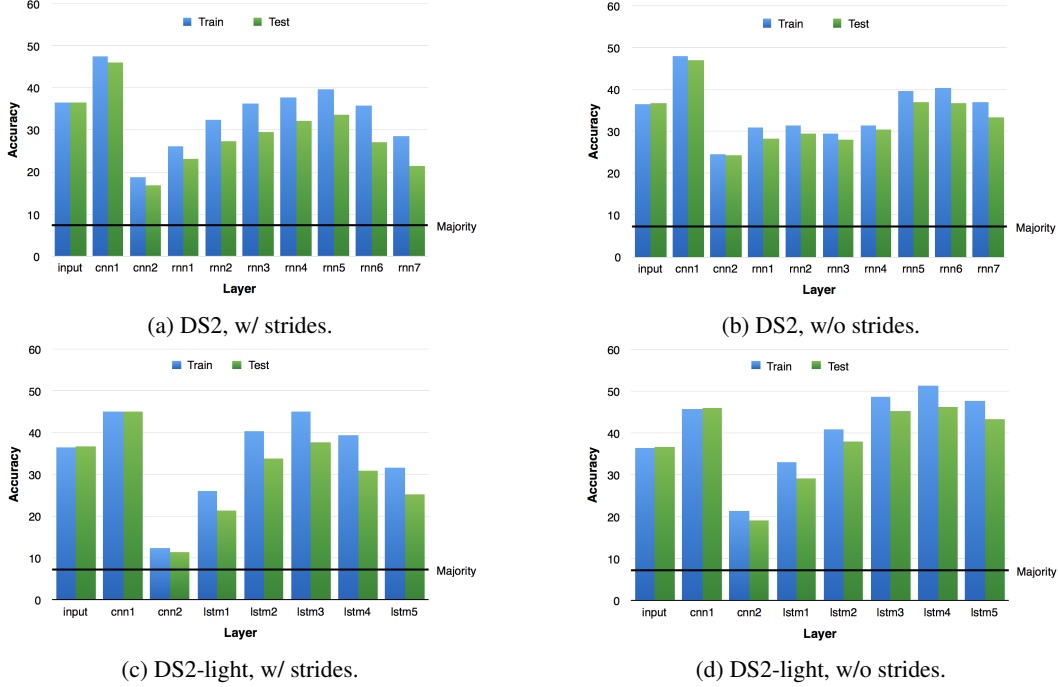 60
50
40
30
20
10
0
Accuracy
Train Test
Majority
input cnn1 cnn2 rnn1 rnn2 rnn3 rnn4 rnn5 rnn6 rnn7
Layer
(a) DS2, w/ strides.
60
50
40
30
20
10
0
Accuracy
Train Test
Majority
input cnn1 cnn2 rnn1 rnn2 rnn3 rnn4 rnn5 rnn6 rnn7
Layer
(b) DS2, w/o strides.
60
50
40
30
20
10
0
Accuracy
Train Test
Majority
input cnn1 cnn2 lstm1 lstm2 lstm3 lstm4 lstm5
Layer
(c) DS2-light, w/ strides.
60
50
40
30
20
10
0
Accuracy
Train Test
Majority
input cnn1 cnn2 lstm1 lstm2 lstm3 lstm4 lstm5
Layer
(d) DS2-light, w/o strides.